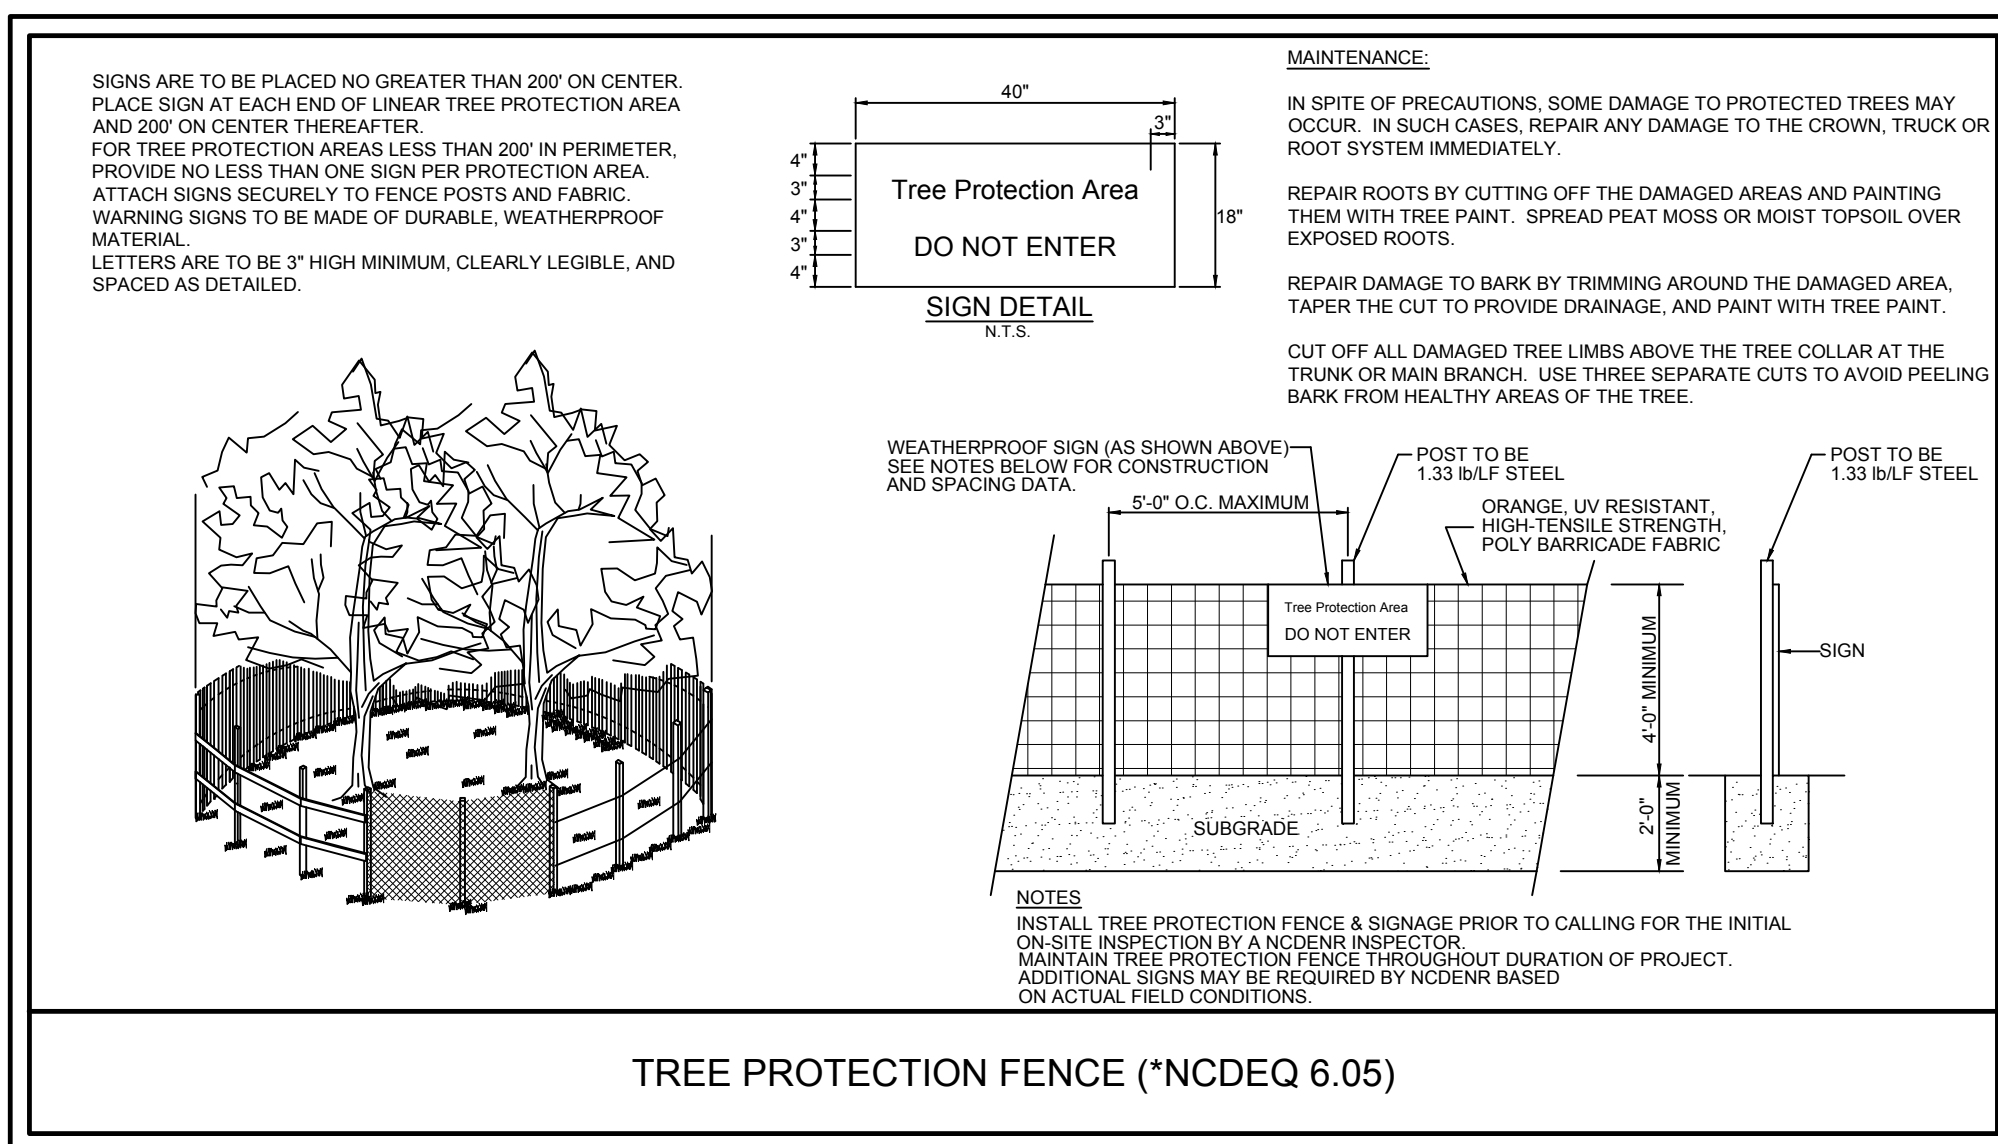 SIGNS ARE TO BE PLACED NO GREATER THAN 200' ON CENTER.
PLACE SIGN AT EACH END OF LINEAR TREE PROTECTION AREA
AND 200' ON CENTER THEREAFTER.
FOR TREE PROTECTION AREAS LESS THAN 200' IN PERIMETER,
PROVIDE NO LESS THAN ONE SIGN PER PROTECTION AREA.
ATTACH SIGNS SECURELY TO FENCE POSTS AND FABRIC.
WARNING SIGNS TO BE MADE OF DURABLE, WEATHERPROOF
MATERIAL.
LETTERS ARE TO BE 3" HIGH MINIMUM, CLEARLY LEGIBLE, AND
SPACED AS DETAILED.
40"
3"
4"
3"
4"
3"
4"
18"
Tree Protection Area
DO NOT ENTER
SIGN DETAIL
N.T.S.
MAINTENANCE:
IN SPITE OF PRECAUTIONS, SOME DAMAGE TO PROTECTED TREES MAY
OCCUR. IN SUCH CASES, REPAIR ANY DAMAGE TO THE CROWN, TRUCK OR
ROOT SYSTEM IMMEDIATELY.
REPAIR ROOTS BY CUTTING OFF THE DAMAGED AREAS AND PAINTING
THEM WITH TREE PAINT. SPREAD PEAT MOSS OR MOIST TOPSOIL OVER
EXPOSED ROOTS.
REPAIR DAMAGE TO BARK BY TRIMMING AROUND THE DAMAGED AREA,
TAPER THE CUT TO PROVIDE DRAINAGE, AND PAINT WITH TREE PAINT.
CUT OFF ALL DAMAGED TREE LIMBS ABOVE THE TREE COLLAR AT THE
TRUNK OR MAIN BRANCH. USE THREE SEPARATE CUTS TO AVOID PEELING
BARK FROM HEALTHY AREAS OF THE TREE.
WEATHERPROOF SIGN (AS SHOWN ABOVE)
SEE NOTES BELOW FOR CONSTRUCTION
AND SPACING DATA.
5'-0" O.C. MAXIMUM
POST TO BE
1.33 lb/LF STEEL
ORANGE, UV RESISTANT,
HIGH-TENSILE STRENGTH,
POLY BARRICADE FABRIC
POST TO BE
1.33 lb/LF STEEL
Tree Protection Area
DO NOT ENTER
4'-0" MINIMUM
SIGN
SUBGRADE
2'-0"
MINIMUM
NOTES
INSTALL TREE PROTECTION FENCE & SIGNAGE PRIOR TO CALLING FOR THE INITIAL
ON-SITE INSPECTION BY A NCDENR INSPECTOR.
MAINTAIN TREE PROTECTION FENCE THROUGHOUT DURATION OF PROJECT.
ADDITIONAL SIGNS MAY BE REQUIRED BY NCDENR BASED
ON ACTUAL FIELD CONDITIONS.
TREE PROTECTION FENCE (*NCDEQ 6.05)